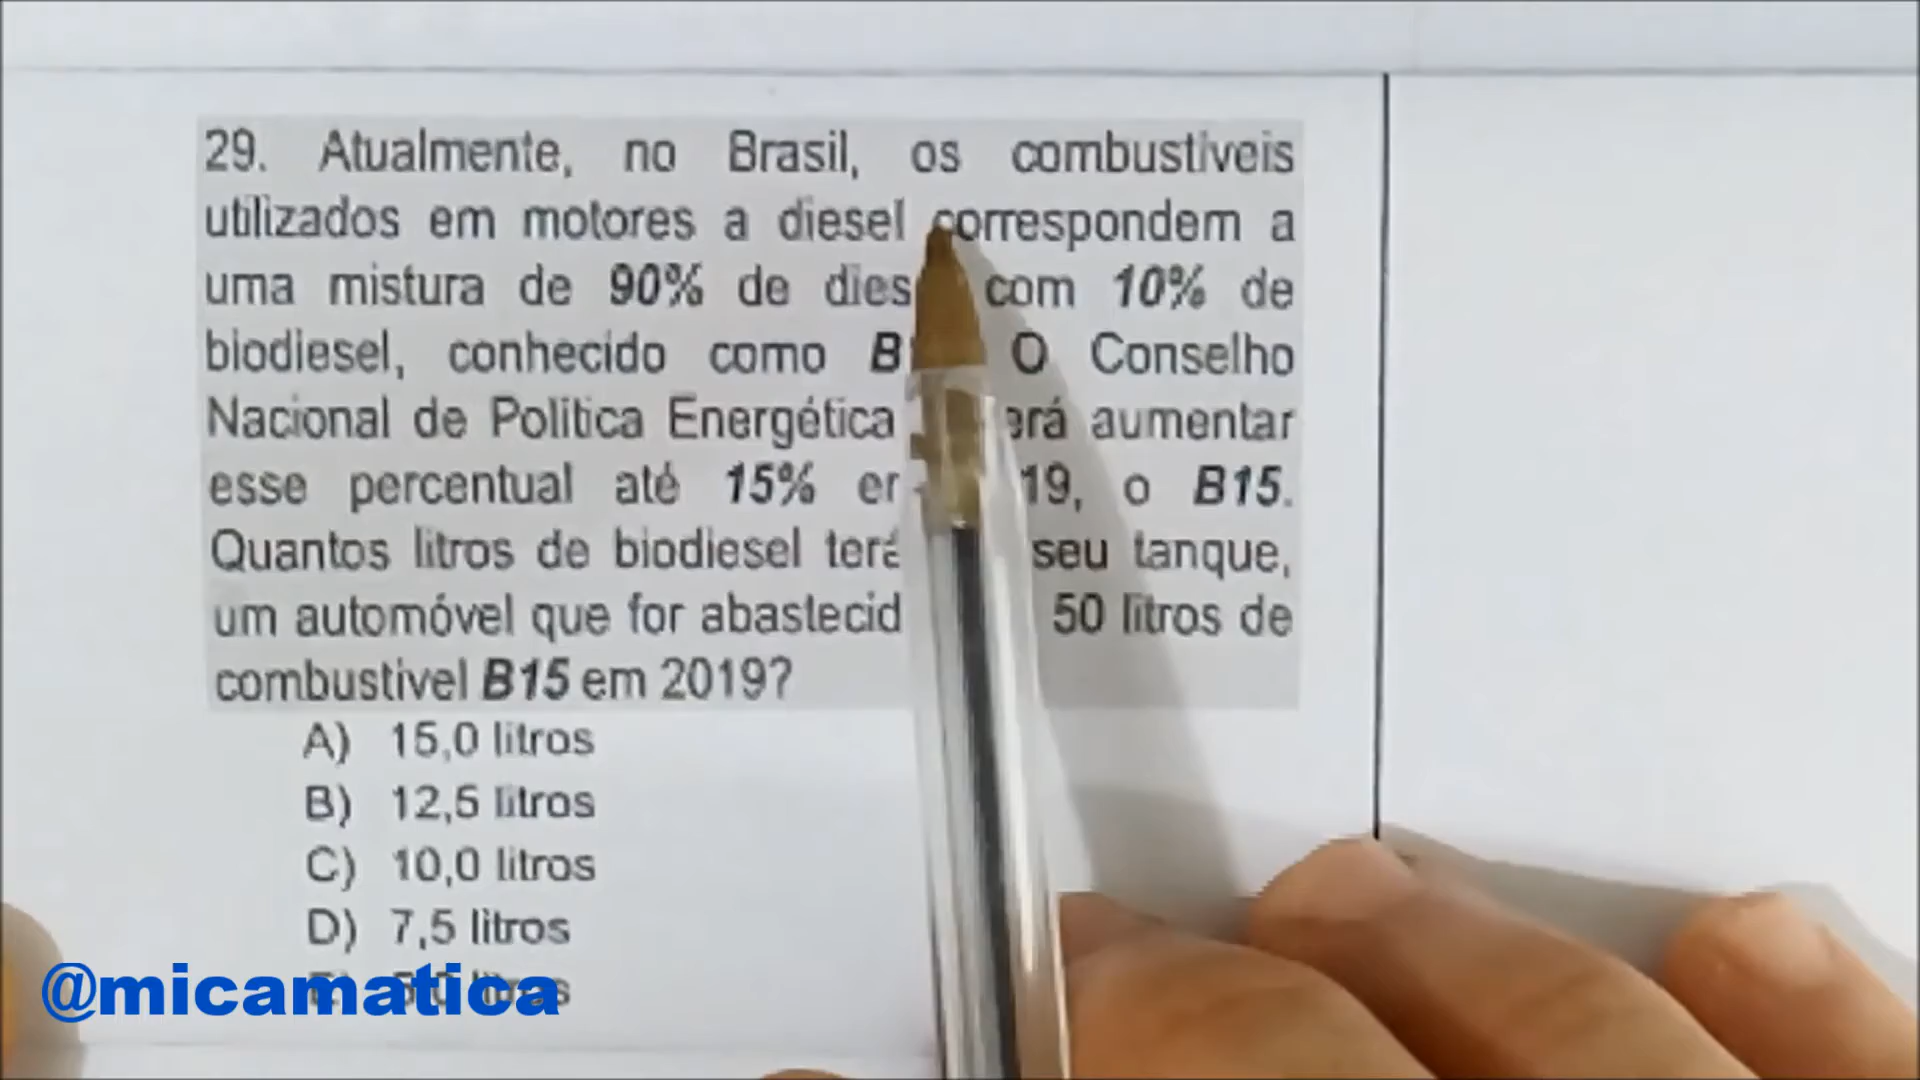 29. Atualmente, no Brasil, os combustíveis
utilizados em motores a diesel correspondem a
uma mistura de 90% de com 10% de
biodiesel, conhecido como O Conselho
Nacional de Política Energética aumentar
esse percentual até 15% 19, o B15.
Quantos litros de biodiesel seu tanque,
um automóvel que for 50 litros de
combustível B15 em 2019?
A) 15,0 litros
B) 12,5 litros
C) 10,0 litros
D) 7,5 litros
@micamatica